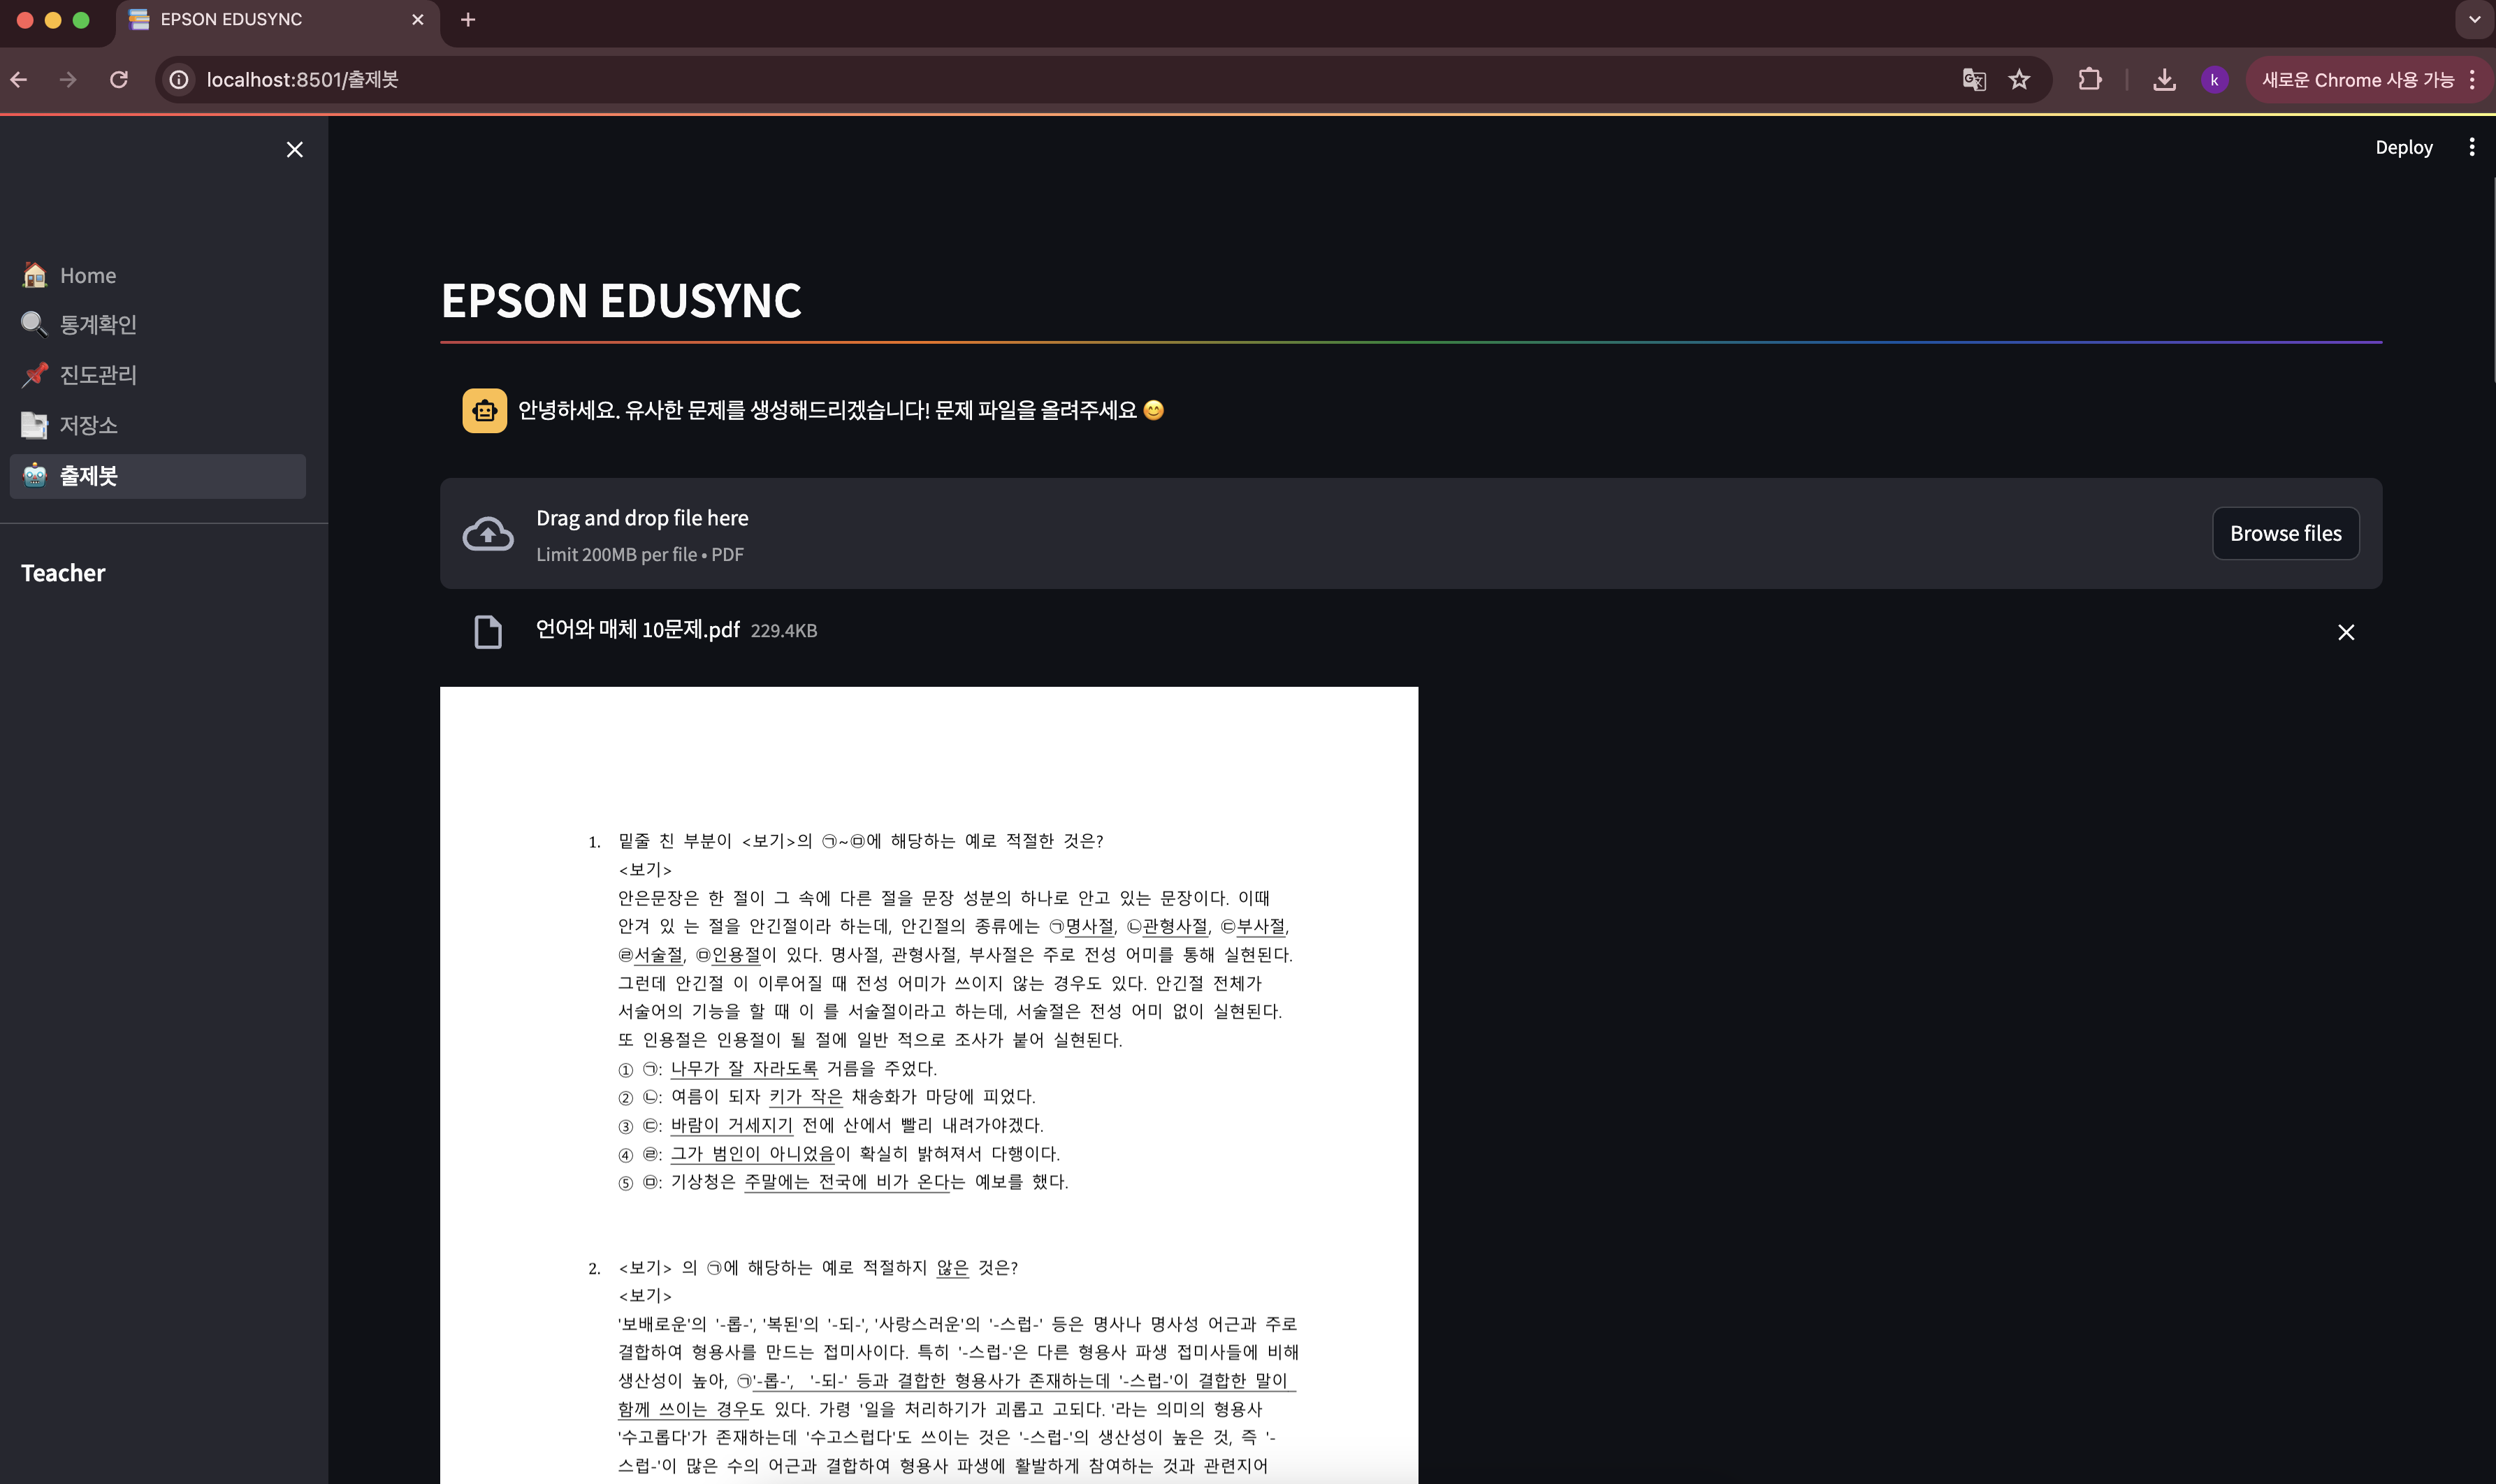 EPSON EDUSYNC
localhost:8501/출제봇
k
새로운 Chrome 사용 가능
Deploy
Home
통계확인
진도관리
저장소
출제봇
Teacher
EPSON EDUSYNC
안녕하세요. 유사한 문제를 생성해드리겠습니다! 문제 파일을 올려주세요 😊
Drag and drop file here
Limit 200MB per file • PDF
Browse files
언어와 매체 10문제.pdf 229.4KB
1. 밑줄 친 부분이 <보기>의 ㉠~㉤에 해당하는 예로 적절한 것은?
<보기>
안은문장은 한 절이 그 속에 다른 절을 문장 성분의 하나로 안고 있는 문장이다. 이때
안겨 있 는 절을 안긴절이라 하는데, 안긴절의 종류에는 ㉠명사절, ㉡관형사절, ㉢부사절,
㉣서술절, ㉤인용절이 있다. 명사절, 관형사절, 부사절은 주로 전성 어미를 통해 실현된다.
그런데 안긴절 이 이루어질 때 전성 어미가 쓰이지 않는 경우도 있다. 안긴절 전체가
서술어의 기능을 할 때 이 를 서술절이라고 하는데, 서술절은 전성 어미 없이 실현된다.
또 인용절은 인용절이 될 절에 일반 적으로 조사가 붙어 실현된다.
① ㉠: 나무가 잘 자라도록 거름을 주었다.
② ㉡: 여름이 되자 키가 작은 채송화가 마당에 피었다.
③ ㉢: 바람이 거세지기 전에 산에서 빨리 내려가야겠다.
④ ㉣: 그가 범인이 아니었음이 확실히 밝혀져서 다행이다.
⑤ ㉤: 기상청은 주말에는 전국에 비가 온다는 예보를 했다.
2. <보기> 의 ㉠에 해당하는 예로 적절하지 않은 것은?
<보기>
'보배로운'의 '-롭-', '복된'의 '-되-', '사랑스러운'의 '-스럽-' 등은 명사나 명사성 어근과 주로
결합하여 형용사를 만드는 접미사이다. 특히 '-스럽-'은 다른 형용사 파생 접미사들에 비해
생산성이 높아, ㉠'-롭-', '-되-' 등과 결합한 형용사가 존재하는데 '-스럽-'이 결합한 말이
함께 쓰이는 경우도 있다. 가령 '일을 처리하기가 괴롭고 고되다. '라는 의미의 형용사
'수고롭다'가 존재하는데 '수고스럽다'도 쓰이는 것은 '-스럽-'의 생산성이 높은 것, 즉 '-
스럽-'이 많은 수의 어근과 결합하여 형용사 파생에 활발하게 참여하는 것과 관련지어